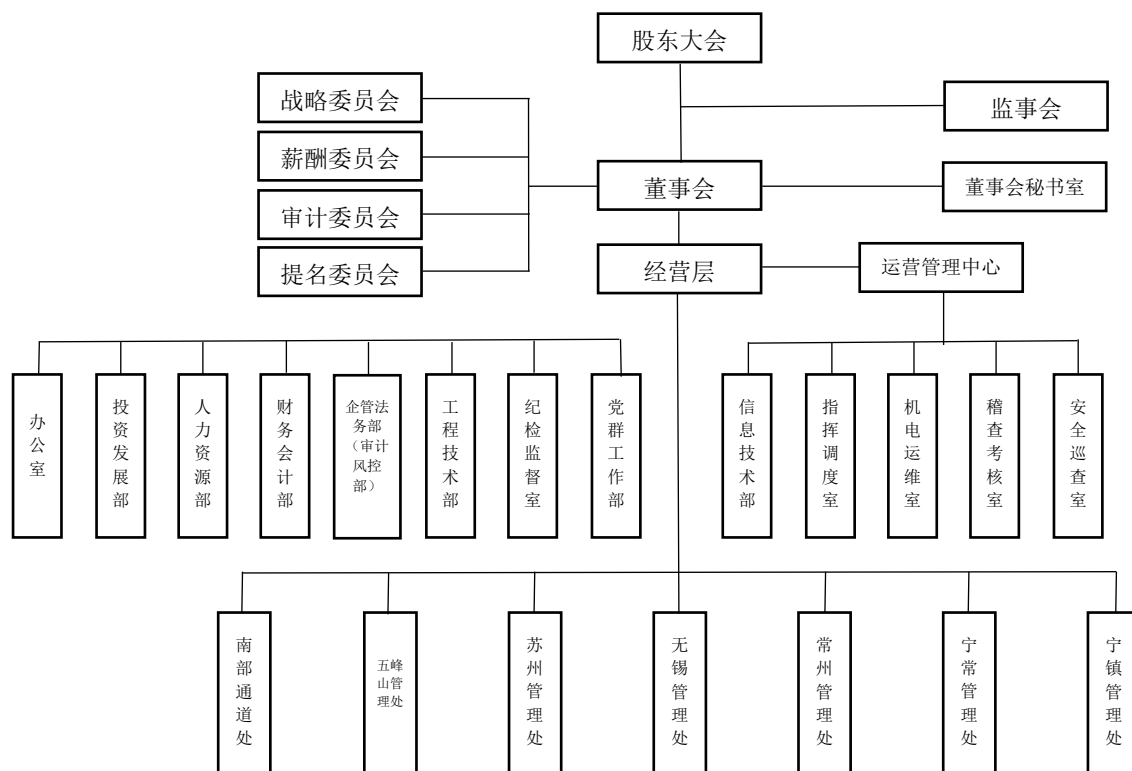 股东大会
战略委员会
监事会
薪酬委员会
董事会
董事会秘书室
审计委员会
提名委员会
经营层
运营管理中心
办公室
投资发展部
人力资源部
财务会计部
企管法
务部
（审计
风控
部）
工程技术部
纪检监督室
党群工作部
信息技术部
指挥调度室
机电运维室
稽查考核室
安全巡查室
南部通道处
五峰
山管
理处
苏州管理处
无锡管理处
常州管理处
宁常管理处
宁镇管理处